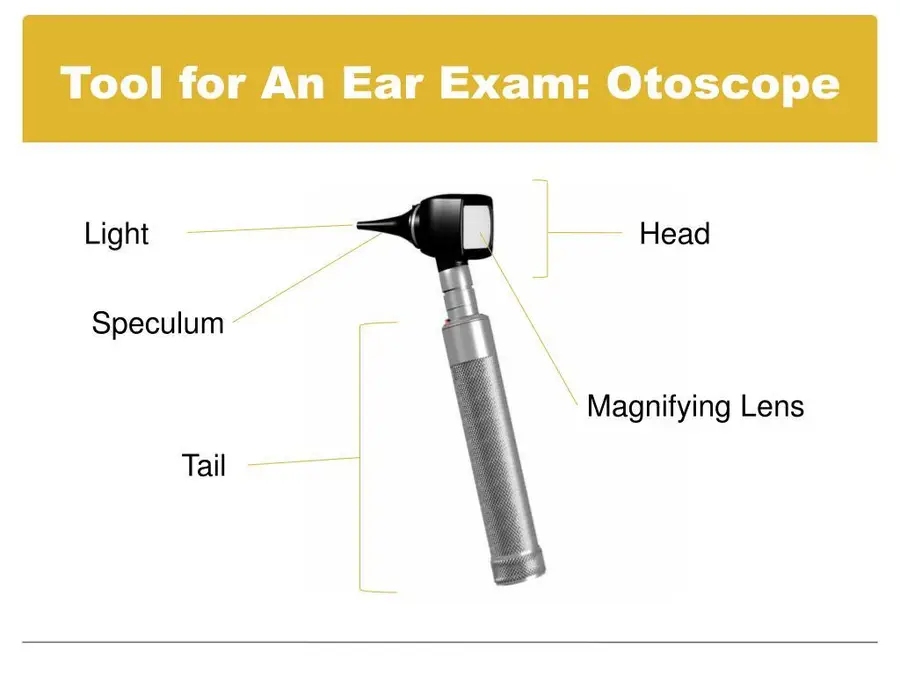 Tool for An Ear Exam: Otoscope
Light
Head
Speculum
Magnifying Lens
Tail